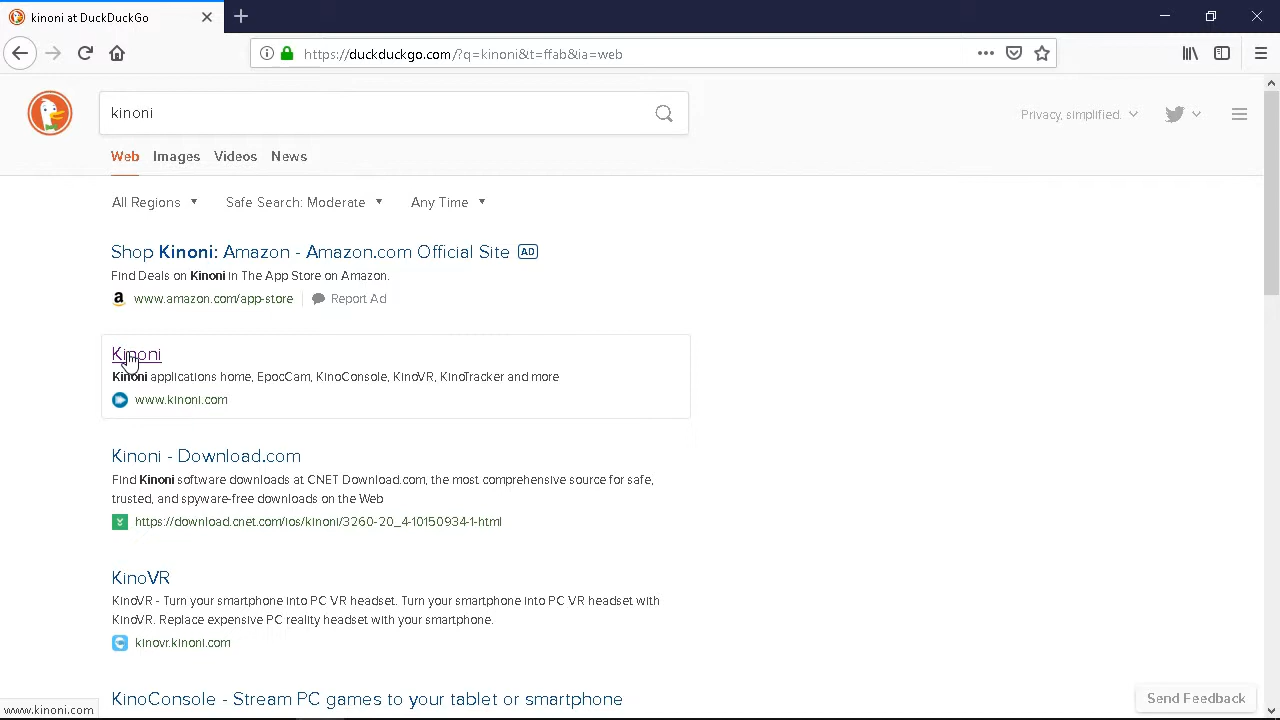 kinoni at DuckDuckGo
https://duckduckgo.com/?q=kinoni&t=ffab&ia=web
kinoni
Privacy, simplified.
Web Images Videos News
All Regions Safe Search: Moderate Any Time
Shop Kinoni: Amazon - Amazon.com Official Site AD
Find Deals on Kinoni In The App Store on Amazon.
www.amazon.com/app-store Report Ad
Kinoni
Kinoni applications home, EpocCam, KinoConsole, KinoVR, KinoTracker and more
www.kinoni.com
Kinoni - Download.com
Find Kinoni software downloads at CNET Download.com, the most comprehensive source for safe,
trusted, and spyware-free downloads on the Web
https://download.cnet.com/ios/kinoni/3260-20_4-10150934-1-html
KinoVR
KinoVR - Turn your smartphone into PC VR headset. Turn your smartphone into PC VR headset with
KinoVR. Replace expensive PC reality headset with your smartphone.
kinovr.kinoni.com
KinoConsole - Stream PC games to your tablet or smartphone
Send Feedback
www.kinoni.com